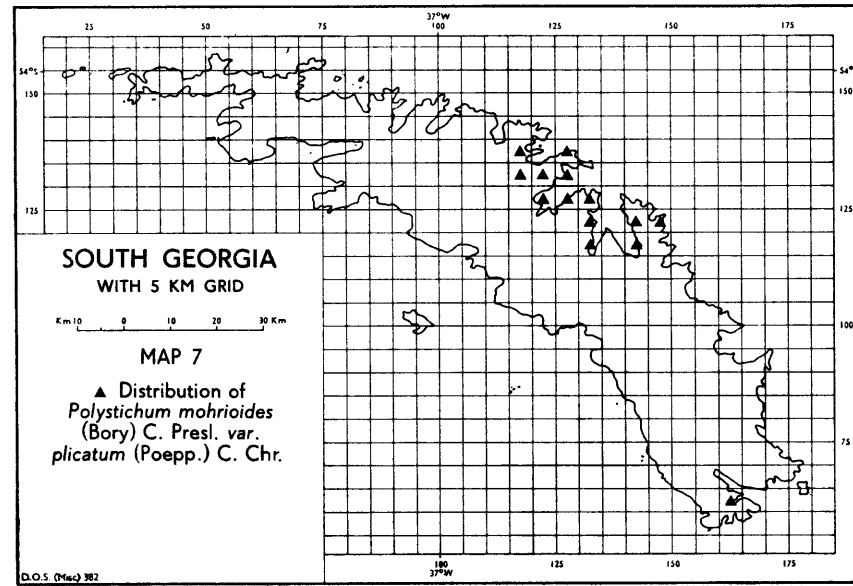 37°W
25 50 75 100 125 150 175
54°S 54°S
150 150
125 125
SOUTH GEORGIA
WITH 5 KM GRID
Km10 0 10 20 30 Km
100
MAP 7
▲ Distribution of
Polystichum mohrioides
(Bory) C. Presl. var.
plicatum (Poepp.) C. Chr.
75
100 125 150 175
37°W
D.O.S. (Misc) 382